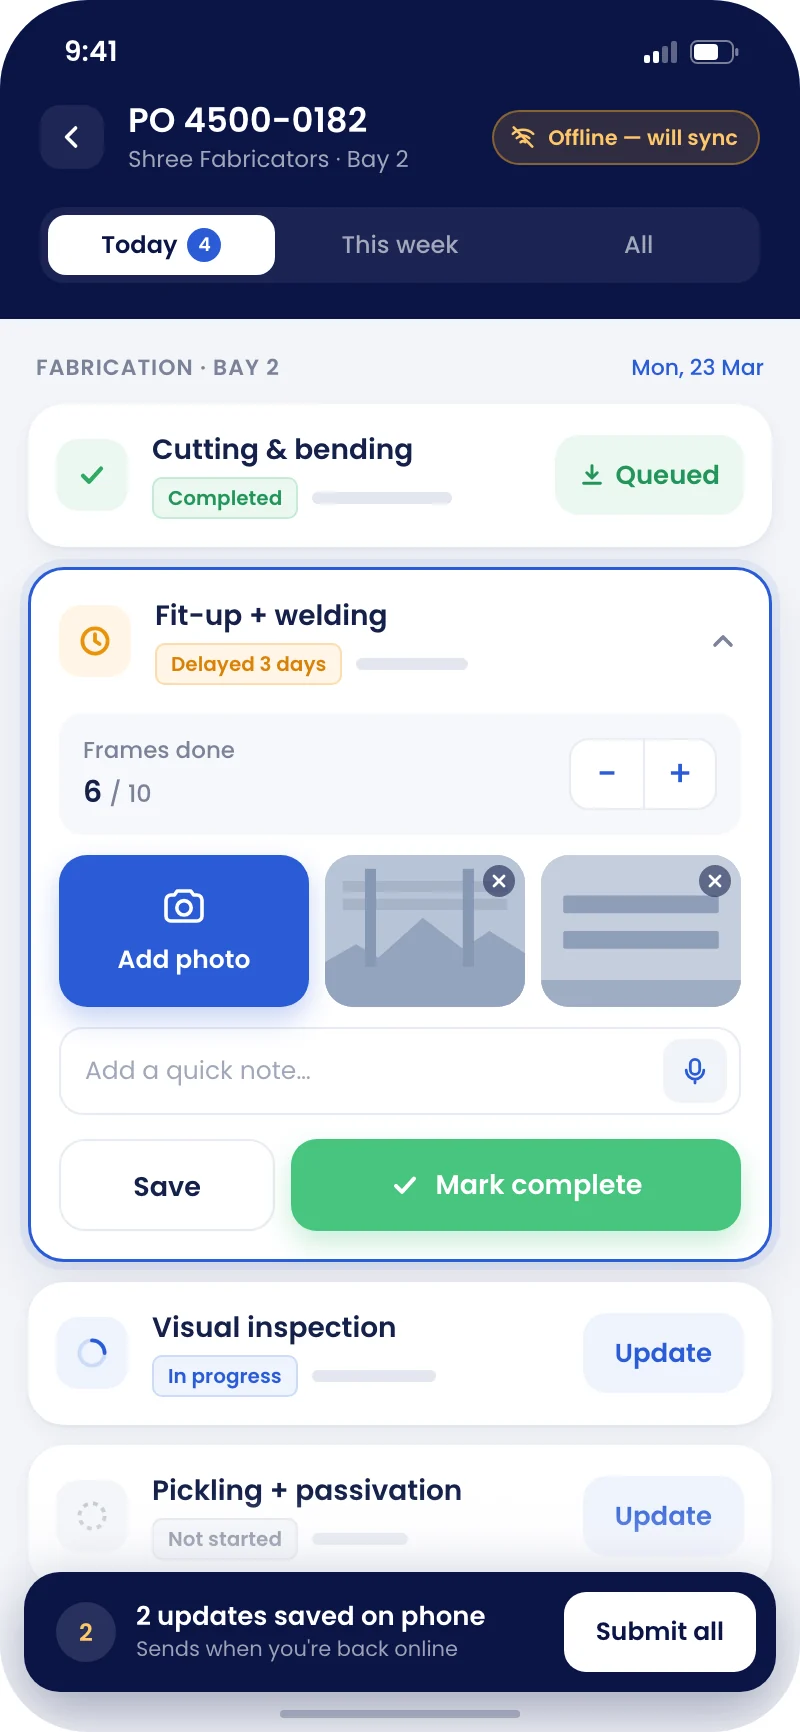 9:41
PO 4500-0182
Shree Fabricators · Bay 2
Offline — will sync
Today 4
This week
All
FABRICATION · BAY 2
Mon, 23 Mar
Cutting & bending
Completed
Queued
Fit-up + welding
Delayed 3 days
Frames done
6 / 10
− +
Add photo
Add a quick note...
Save
Mark complete
Visual inspection
In progress
Update
Pickling + passivation
Not started
Update
2
2 updates saved on phone
Sends when you're back online
Submit all